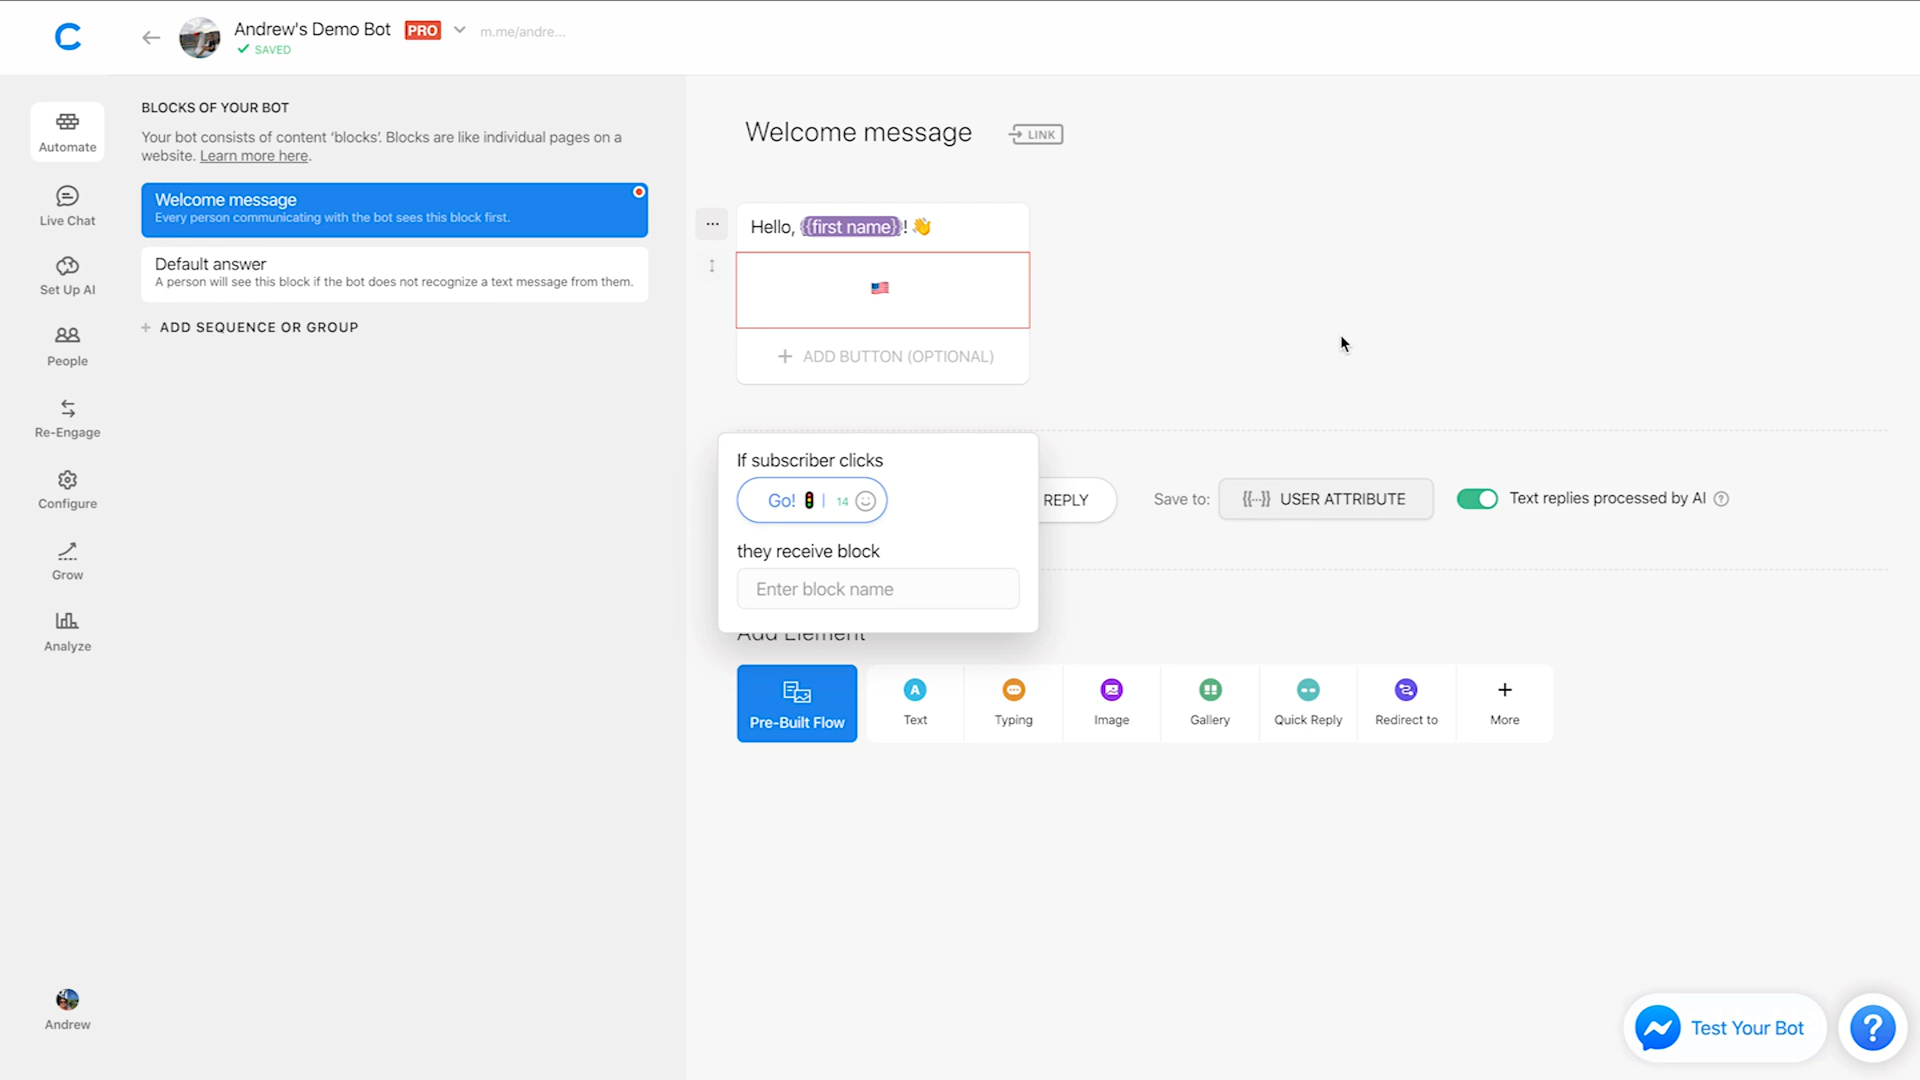 Andrew's Demo Bot PRO m.me/andre...
SAVED
Automate
Live Chat
Set Up AI
People
Re-Engage
Configure
Grow
Analyze
Andrew
BLOCKS OF YOUR BOT
Your bot consists of content ‘blocks’. Blocks are like individual pages on a
website. Learn more here.
Welcome message
Every person communicating with the bot sees this block first.
Default answer
A person will see this block if the bot does not recognize a text message from them.
+ ADD SEQUENCE OR GROUP
Welcome message LINK
Hello, {{first name}}! 👋
🇺🇸
+ ADD BUTTON (OPTIONAL)
If subscriber clicks
Go! 🚦 14
they receive block
Enter block name
REPLY Save to: {{...}} USER ATTRIBUTE Text replies processed by AI ?
Add Element
Pre-Built Flow
A
Text
Typing
Image
Gallery
Quick Reply
Redirect to
+
More
Test Your Bot ?